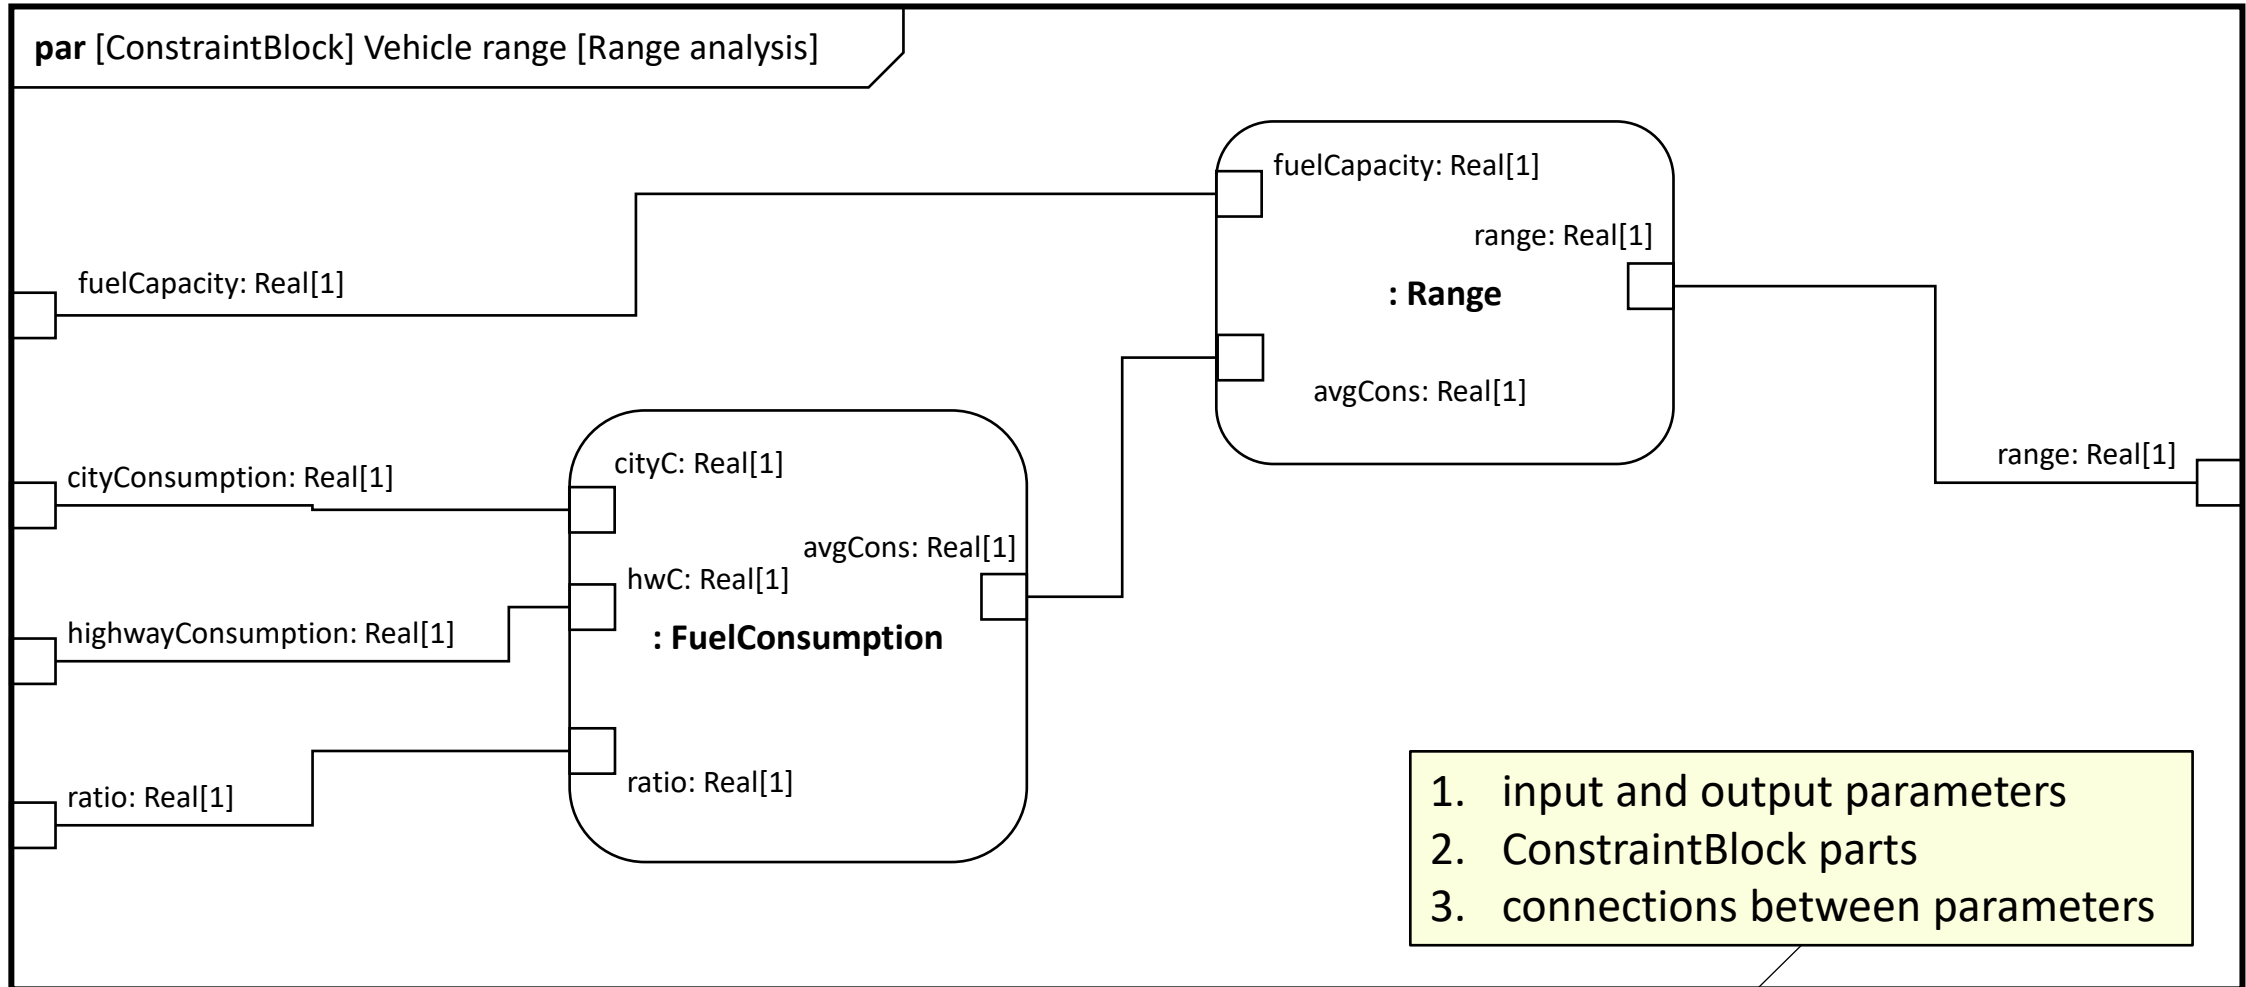 par [ConstraintBlock] Vehicle range [Range analysis]
fuelCapacity: Real[1]
range: Real[1]
: Range
avgCons: Real[1]
fuelCapacity: Real[1]
cityConsumption: Real[1]
highwayConsumption: Real[1]
ratio: Real[1]
cityC: Real[1]
avgCons: Real[1]
hwC: Real[1]
: FuelConsumption
ratio: Real[1]
range: Real[1]
1. input and output parameters
2. ConstraintBlock parts
3. connections between parameters